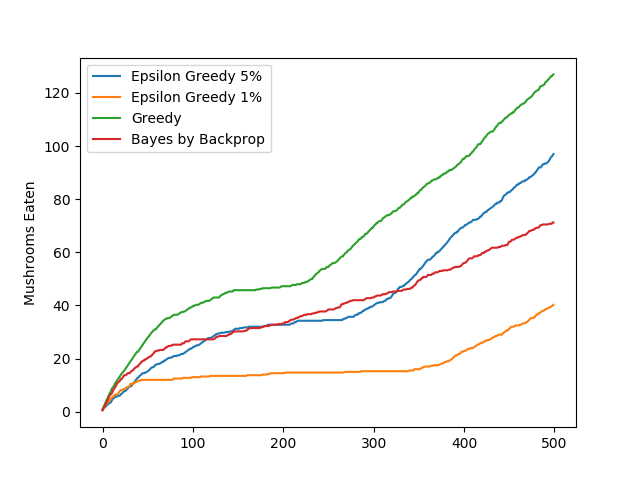 Epsilon Greedy 5%
Epsilon Greedy 1%
Greedy
Bayes by Backprop
Mushrooms Eaten
120
100
80
60
40
20
0
0 100 200 300 400 500